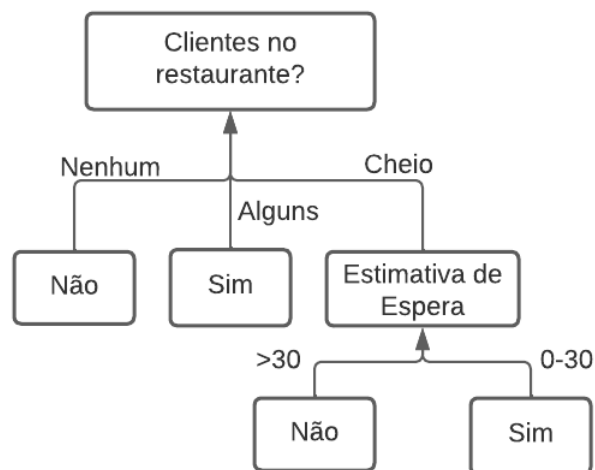 Clientes no
restaurante?
Nenhum
Cheio
Alguns
Não
Sim
Estimativa de
Espera
>30
0-30
Não
Sim